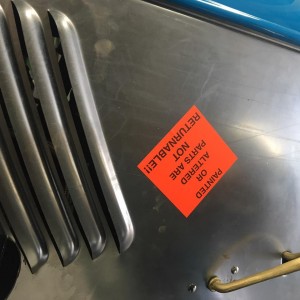 PAINTED
OR
ALTERED
PARTS ARE
NOT
RETURNABLE!!